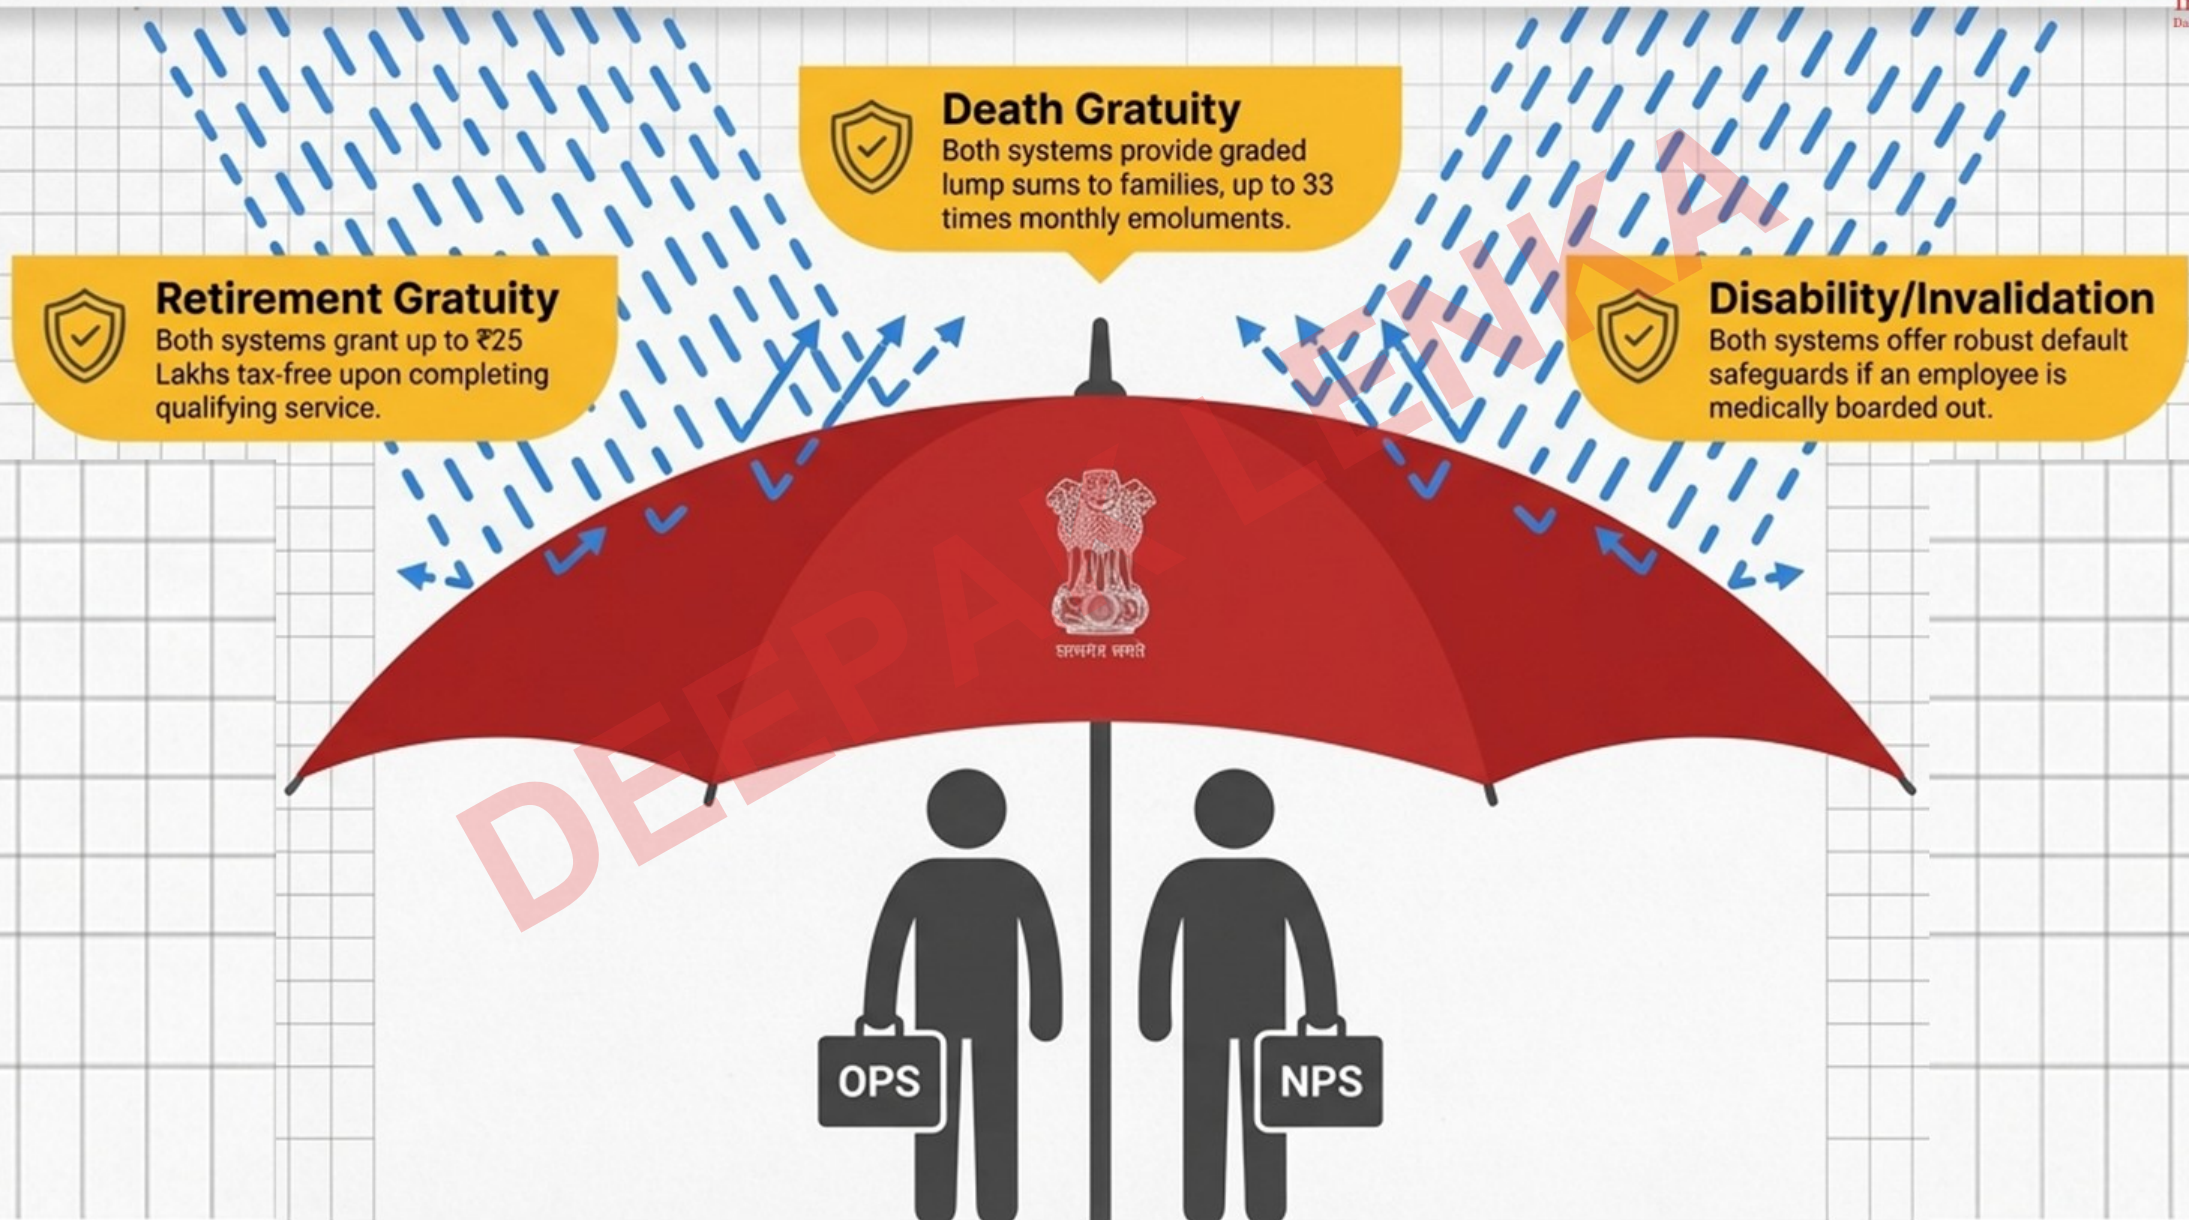 Death Gratuity
Both systems provide graded
lump sums to families, up to 33
times monthly emoluments.
Retirement Gratuity
Both systems grant up to ₹25
Lakhs tax-free upon completing
qualifying service.
Disability/Invalidation
Both systems offer robust default
safeguards if an employee is
medically boarded out.
DEEPAK LENKA
OPS
NPS